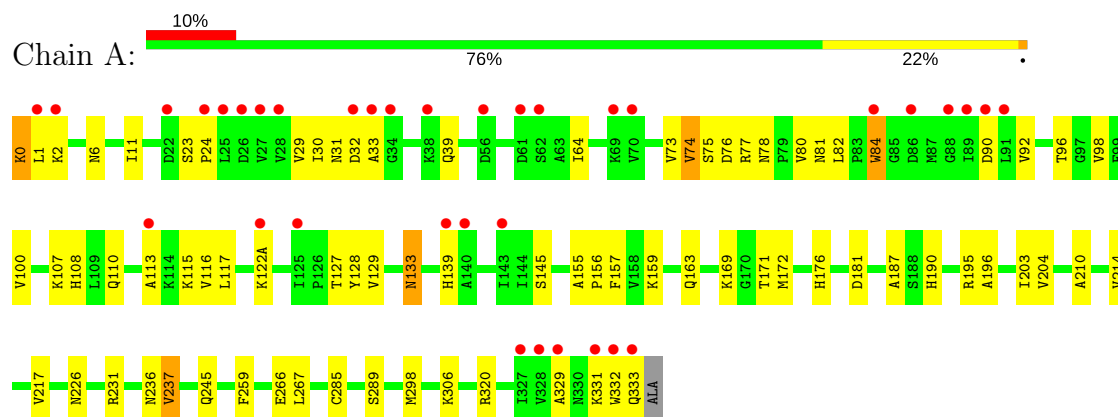 10%
Chain A:
76% 22% •
K0 L1 K2 N6 I11 D22 S23 P24 L25 D26 V27 V28 V29 I30 N31 D32 A33 G34 K38 Q39 D56 D61 S62 A63 I64 K69 V70 V73 V74 S75 D76 R77 N78 P79 V80 N81 L82 P83 W84 G85 D86 M87 G88 I89 D90 L91 V92 T96 G97 V98 F99
V100 K107 H108 L109 Q110 A113 K114 K115 V116 L117 K122A I125 P126 T127 Y128 V129 N133 H139 A140 I143 I144 S145 A155 P156 F157 V158 K159 Q163 K169 G170 T171 M172 H176 D181 A187 S188 H190 R195 A196 I203 V204 A210 V214
V217 N226 R231 N236 V237 Q245 F259 E266 L267 C285 S289 M298 K306 R320 I327 V328 A329 N330 K331 W332 Q333 ALA